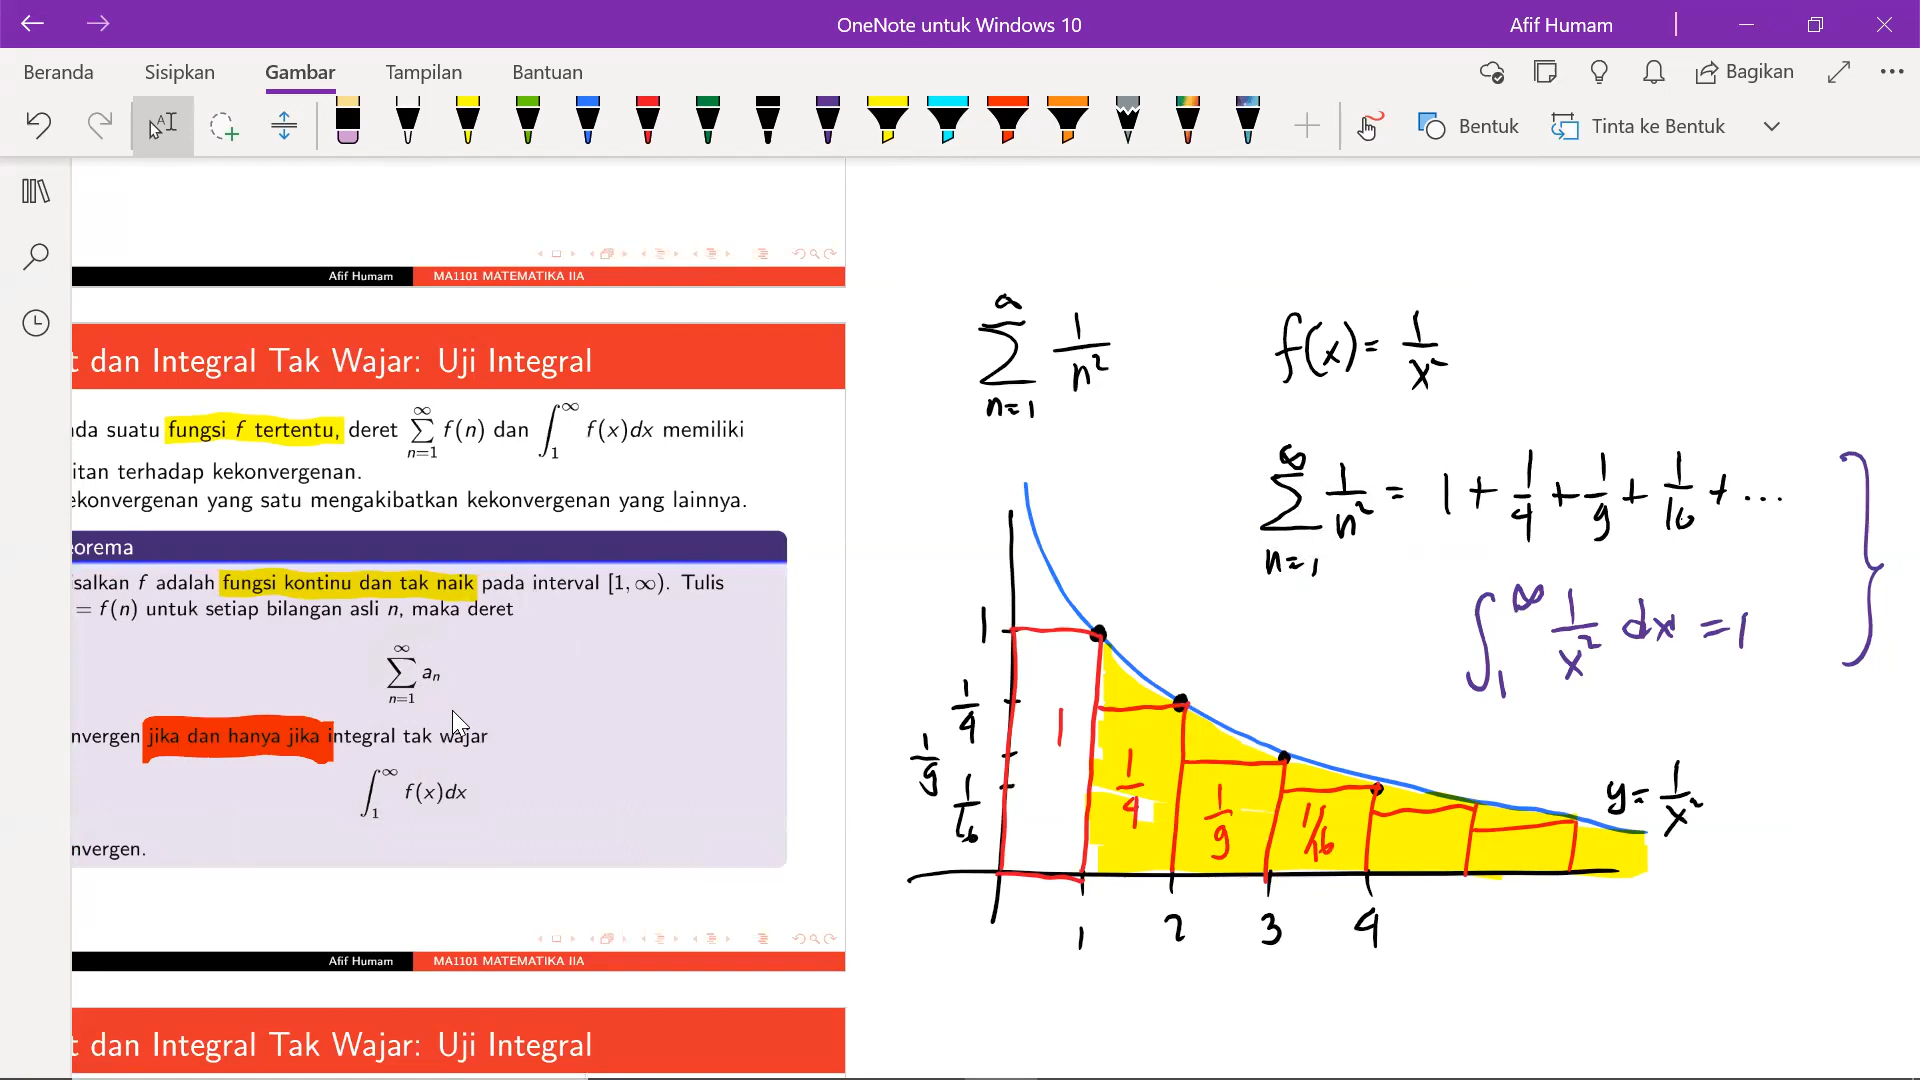 OneNote untuk Windows 10
Afif Humam
Beranda
Sisipkan
Gambar
Tampilan
Bantuan
Bagikan
Bentuk
Tinta ke Bentuk
Afif Humam
MA1101 MATEMATIKA IIA
dan Integral Tak Wajar: Uji Integral
suatu fungsi f tertentu, deret ∞ ∑ n=1 f(n) dan ∫₁^∞ f(x)dx memiliki
itan terhadap kekonvergenan.
ekonvergenan yang satu mengakibatkan kekonvergenan yang lainnya.
eorema
salkan f adalah fungsi kontinu dan tak naik pada interval [1, ∞). Tulis
= f(n) untuk setiap bilangan asli n, maka deret
∞ ∑ n=1 aₙ
nvergen jika dan hanya jika integral tak wajar
∫₁^∞ f(x)dx
nvergen.
Afif Humam
MA1101 MATEMATIKA IIA
dan Integral Tak Wajar: Uji Integral
∑ n=1 1/n²
f(x) = 1/x²
∞ ∑ n=1 1/n² = 1 + 1/4 + 1/9 + 1/16 + ...
∫₁^∞ 1/x² dx = 1
1
1/4
1/9
1/16
1
1/4
1/9
1/16
y = 1/x²
1
2
3
4